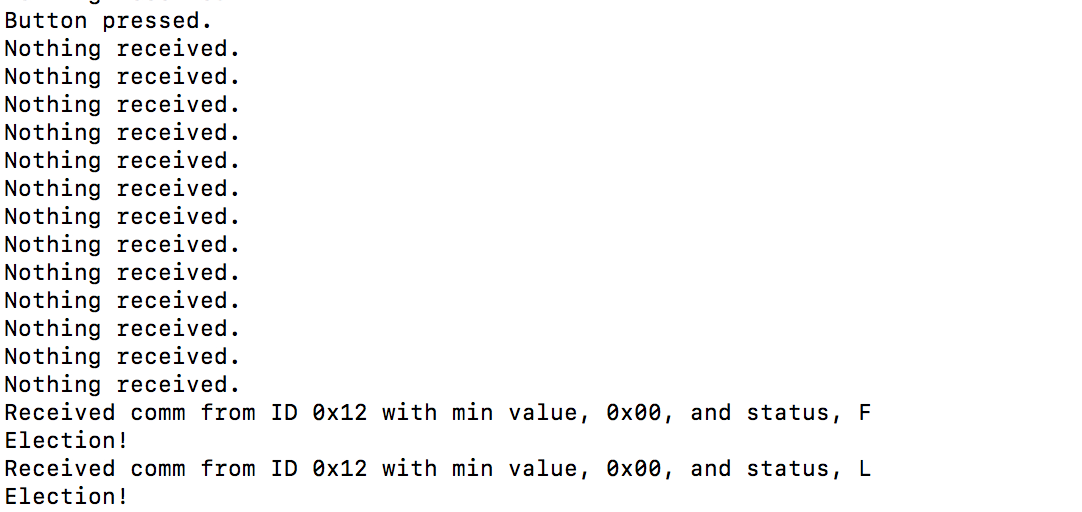 Button pressed.
Nothing received.
Nothing received.
Nothing received.
Nothing received.
Nothing received.
Nothing received.
Nothing received.
Nothing received.
Nothing received.
Nothing received.
Nothing received.
Nothing received.
Nothing received.
Received comm from ID 0x12 with min value, 0x00, and status, F
Election!
Received comm from ID 0x12 with min value, 0x00, and status, L
Election!